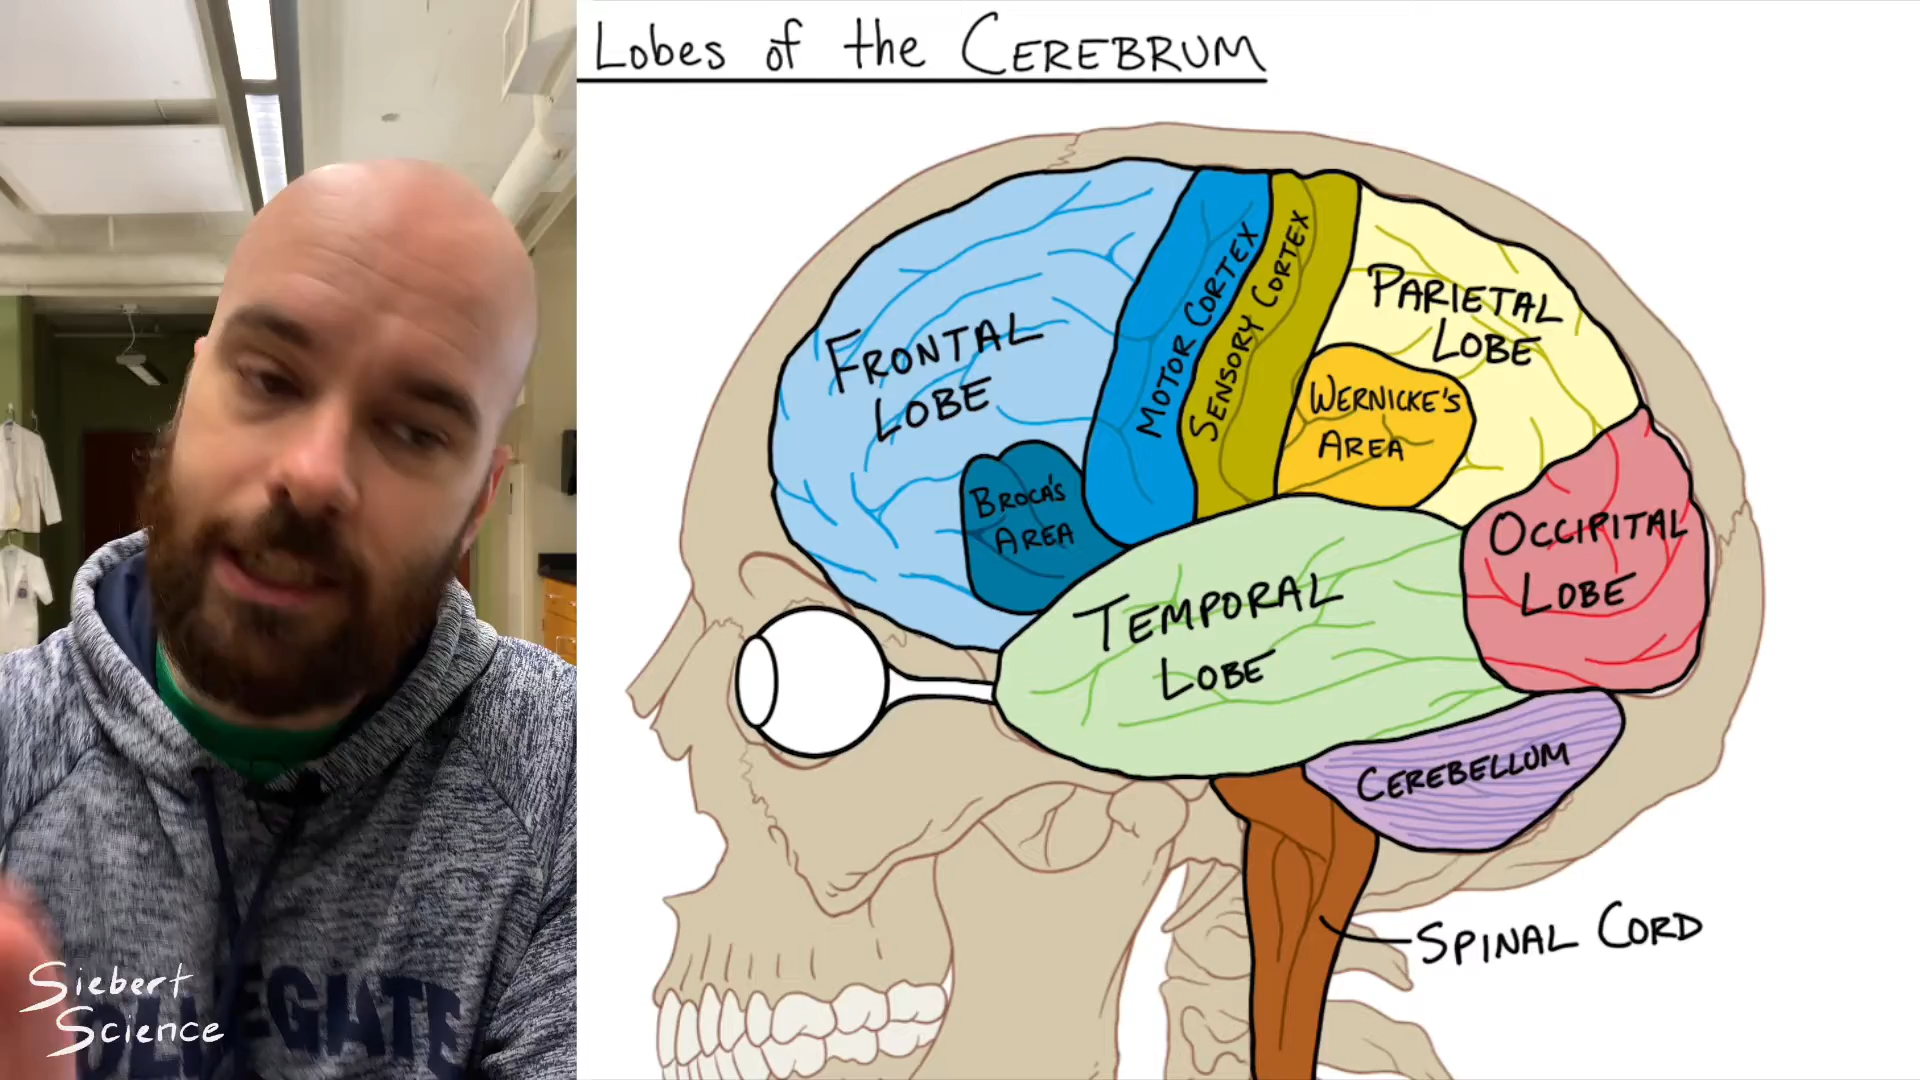 Lobes of the CEREBRUM
FRONTAL
LOBE
MOTOR CORTEX
SENSORY CORTEX
PARIETAL
LOBE
WERNICKE'S
AREA
BROCA'S
AREA
OCCIPITAL
LOBE
TEMPORAL
LOBE
CEREBELLUM
SPINAL CORD
Siebert
Science